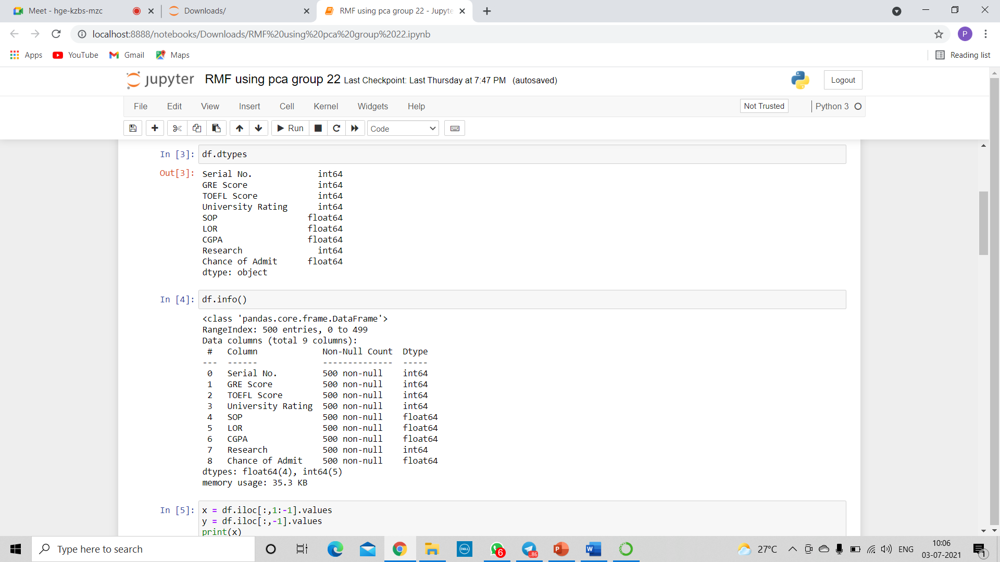 Meet - hge-kzbs-mzc
Downloads/
RMF using pca group 22 - Jupyte
localhost:8888/notebooks/Downloads/RMF%20using%20pca%20group%2022.ipynb
P
Apps
YouTube
Gmail
Maps
Reading list
jupyter
RMF using pca group 22 Last Checkpoint: Last Thursday at 7:47 PM (autosaved)
Logout
File Edit View Insert Cell Kernel Widgets Help
Not Trusted
Python 3
Run
Code
In [3]: df.dtypes
Out[3]: Serial No. int64
GRE Score int64
TOEFL Score int64
University Rating int64
SOP float64
LOR float64
CGPA float64
Research int64
Chance of Admit float64
dtype: object
In [4]: df.info()
<class 'pandas.core.frame.DataFrame'>
RangeIndex: 500 entries, 0 to 499
Data columns (total 9 columns):
# Column Non-Null Count Dtype
--- ------ -------------- -----
0 Serial No. 500 non-null int64
1 GRE Score 500 non-null int64
2 TOEFL Score 500 non-null int64
3 University Rating 500 non-null int64
4 SOP 500 non-null float64
5 LOR 500 non-null float64
6 CGPA 500 non-null float64
7 Research 500 non-null int64
8 Chance of Admit 500 non-null float64
dtypes: float64(4), int64(5)
memory usage: 35.3 KB
In [5]: x = df.iloc[:,1:-1].values
y = df.iloc[:,-1].values
print(x)
Type here to search
DELL
6
..86
P
W
27°C
ENG
10:06
03-07-2021
1